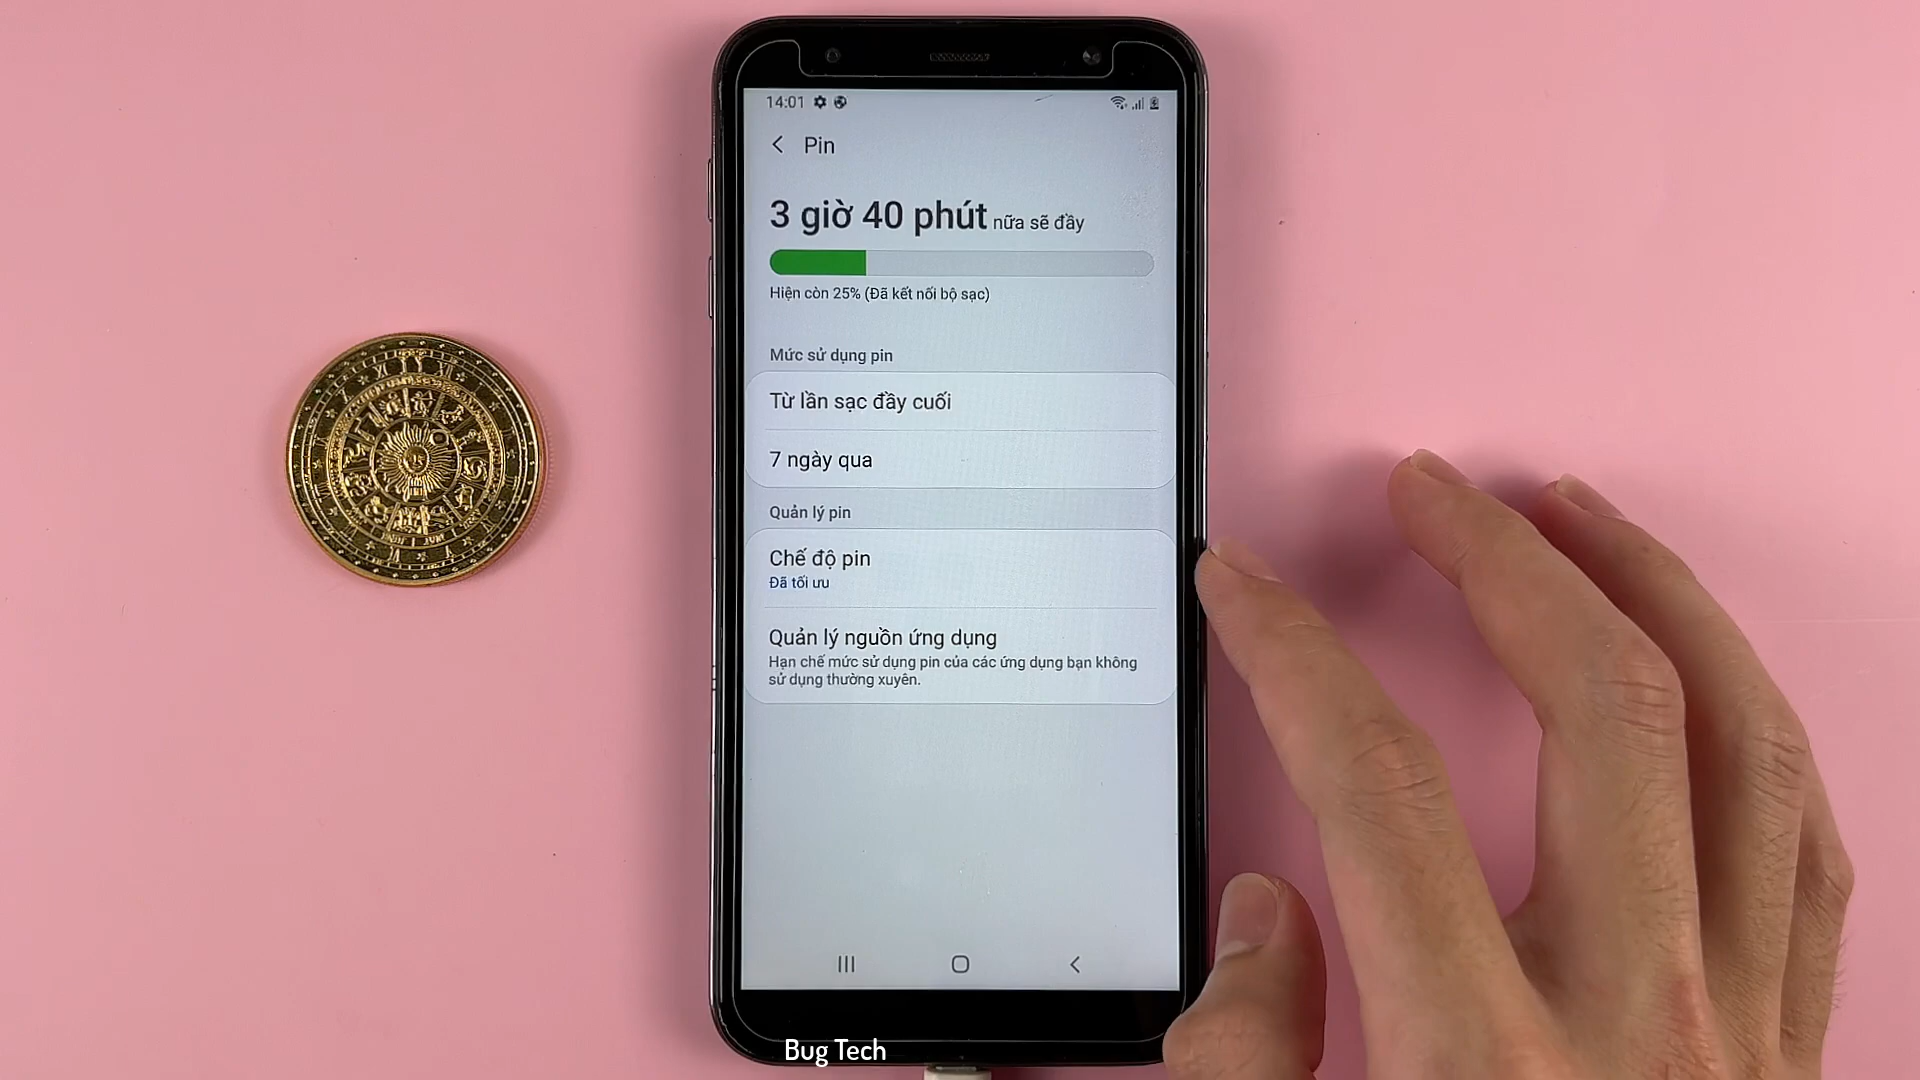 14:01
Pin
3 giờ 40 phút nữa sẽ đầy
Hiện còn 25% (Đã kết nối bộ sạc)
Mức sử dụng pin
Từ lần sạc đầy cuối
7 ngày qua
Quản lý pin
Chế độ pin
Đã tối ưu
Quản lý nguồn ứng dụng
Hạn chế mức sử dụng pin của các ứng dụng bạn không
sử dụng thường xuyên.
Bug Tech